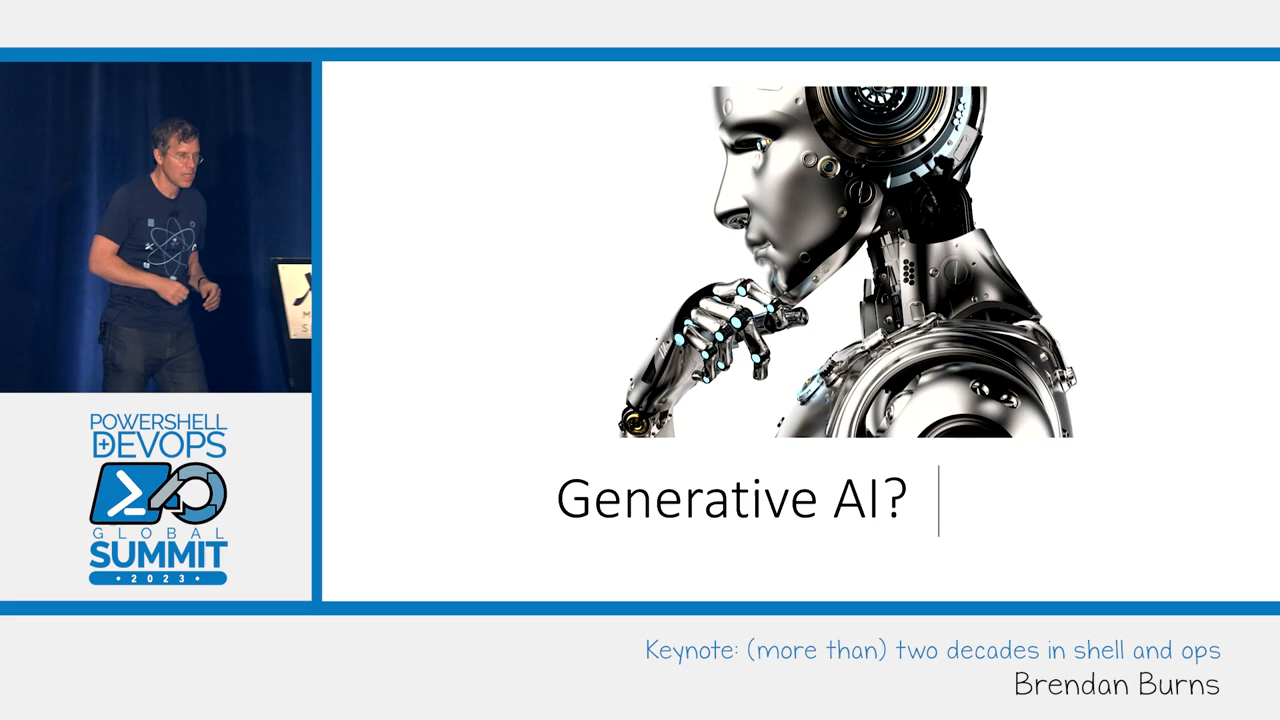 POWERSHELL
+DEVOPS
GLOBAL
SUMMIT
• 2023 •
Generative AI?
Keynote: (more than) two decades in shell and ops
Brendan Burns